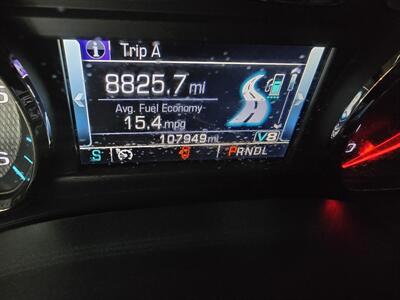 Trip A
8825.7 mi
Avg. Fuel Economy
15.4 mpg
107949 mi V8
S PRNDL